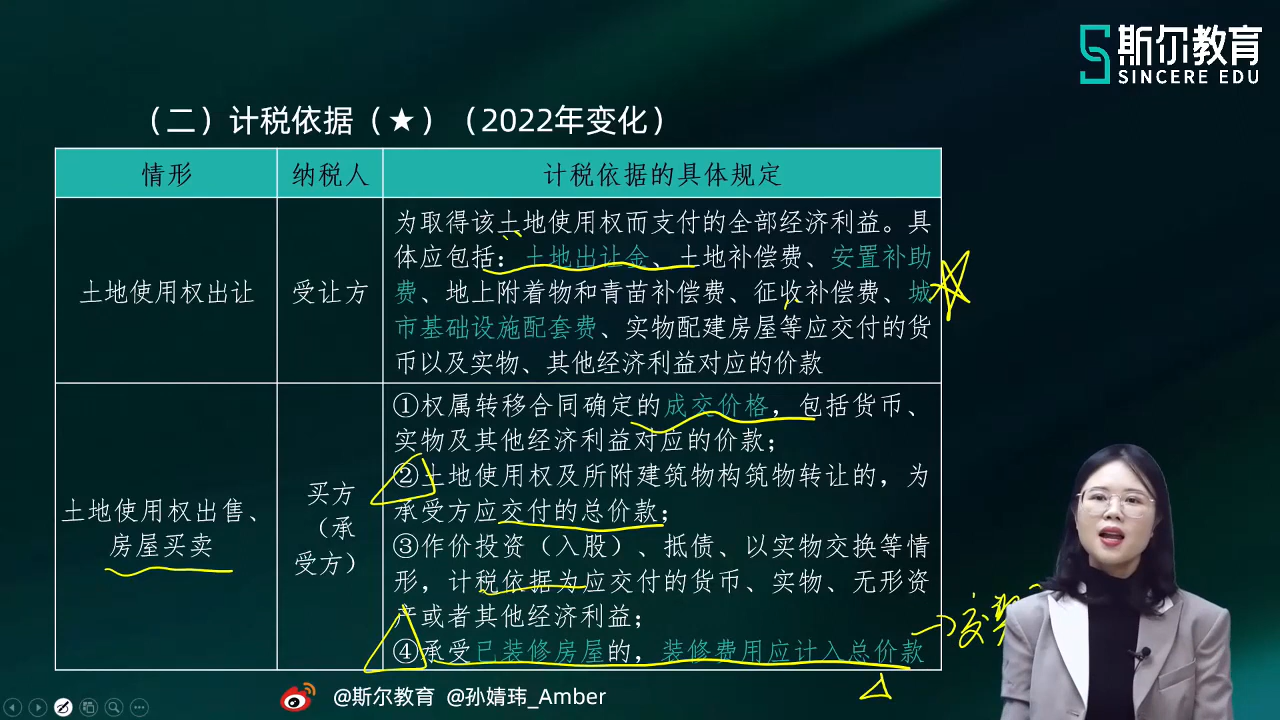 斯尔教育
SINCERE EDU
（二）计税依据（★）（2022年变化）
情形
纳税人
计税依据的具体规定
土地使用权出让
受让方
为取得该土地使用权而支付的全部经济利益。具
体应包括：土地出让金、土地补偿费、安置补助
费、地上附着物和青苗补偿费、征收补偿费、城
市基础设施配套费、实物配建房屋等应交付的货
币以及实物、其他经济利益对应的价款
土地使用权出售、
房屋买卖
买方
（承
受方）
①权属转移合同确定的成交价格，包括货币、
实物及其他经济利益对应的价款；
②土地使用权及所附建筑物构筑物转让的，为
承受方应交付的总价款；
③作价投资（入股）、抵债、以实物交换等情
形，计税依据为应交付的货币、实物、无形资
产或者其他经济利益；
④承受已装修房屋的，装修费用应计入总价款
@斯尔教育 @孙婧玮_Amber